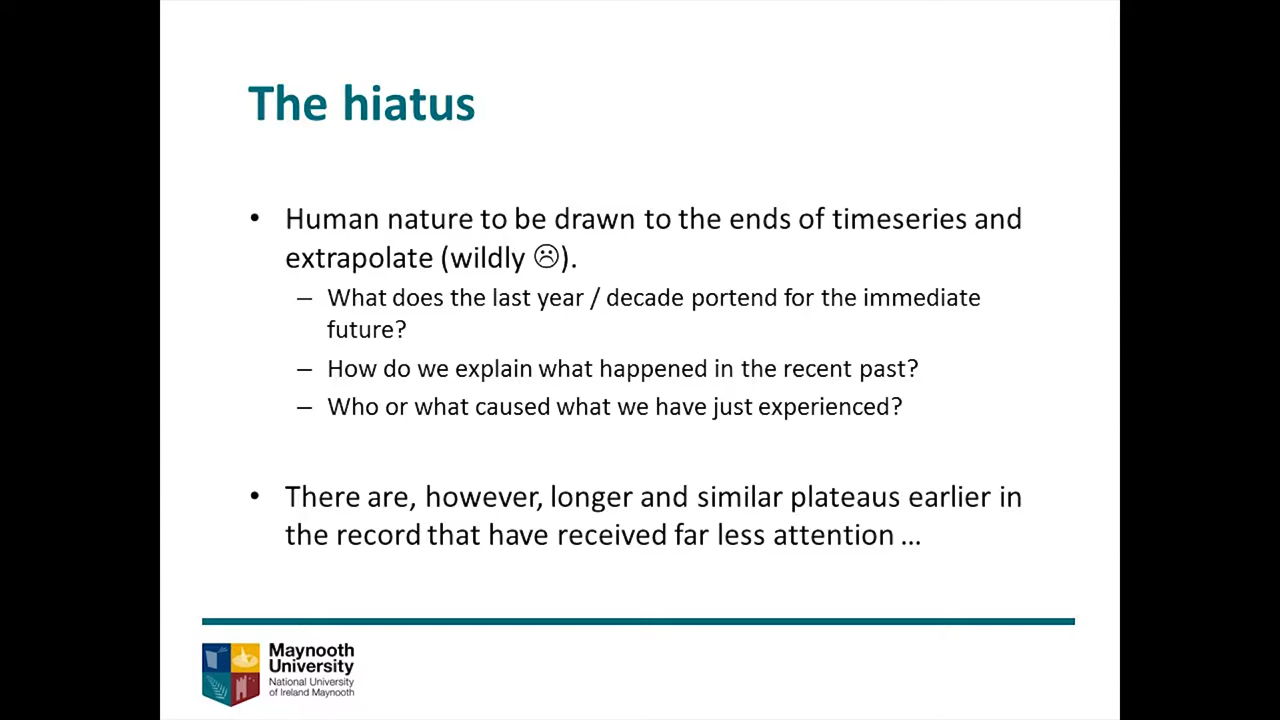 The hiatus
• Human nature to be drawn to the ends of timeseries and
extrapolate (wildly ☹).
– What does the last year / decade portend for the immediate
future?
– How do we explain what happened in the recent past?
– Who or what caused what we have just experienced?
• There are, however, longer and similar plateaus earlier in
the record that have received far less attention …
Maynooth
University
National University
of Ireland Maynooth